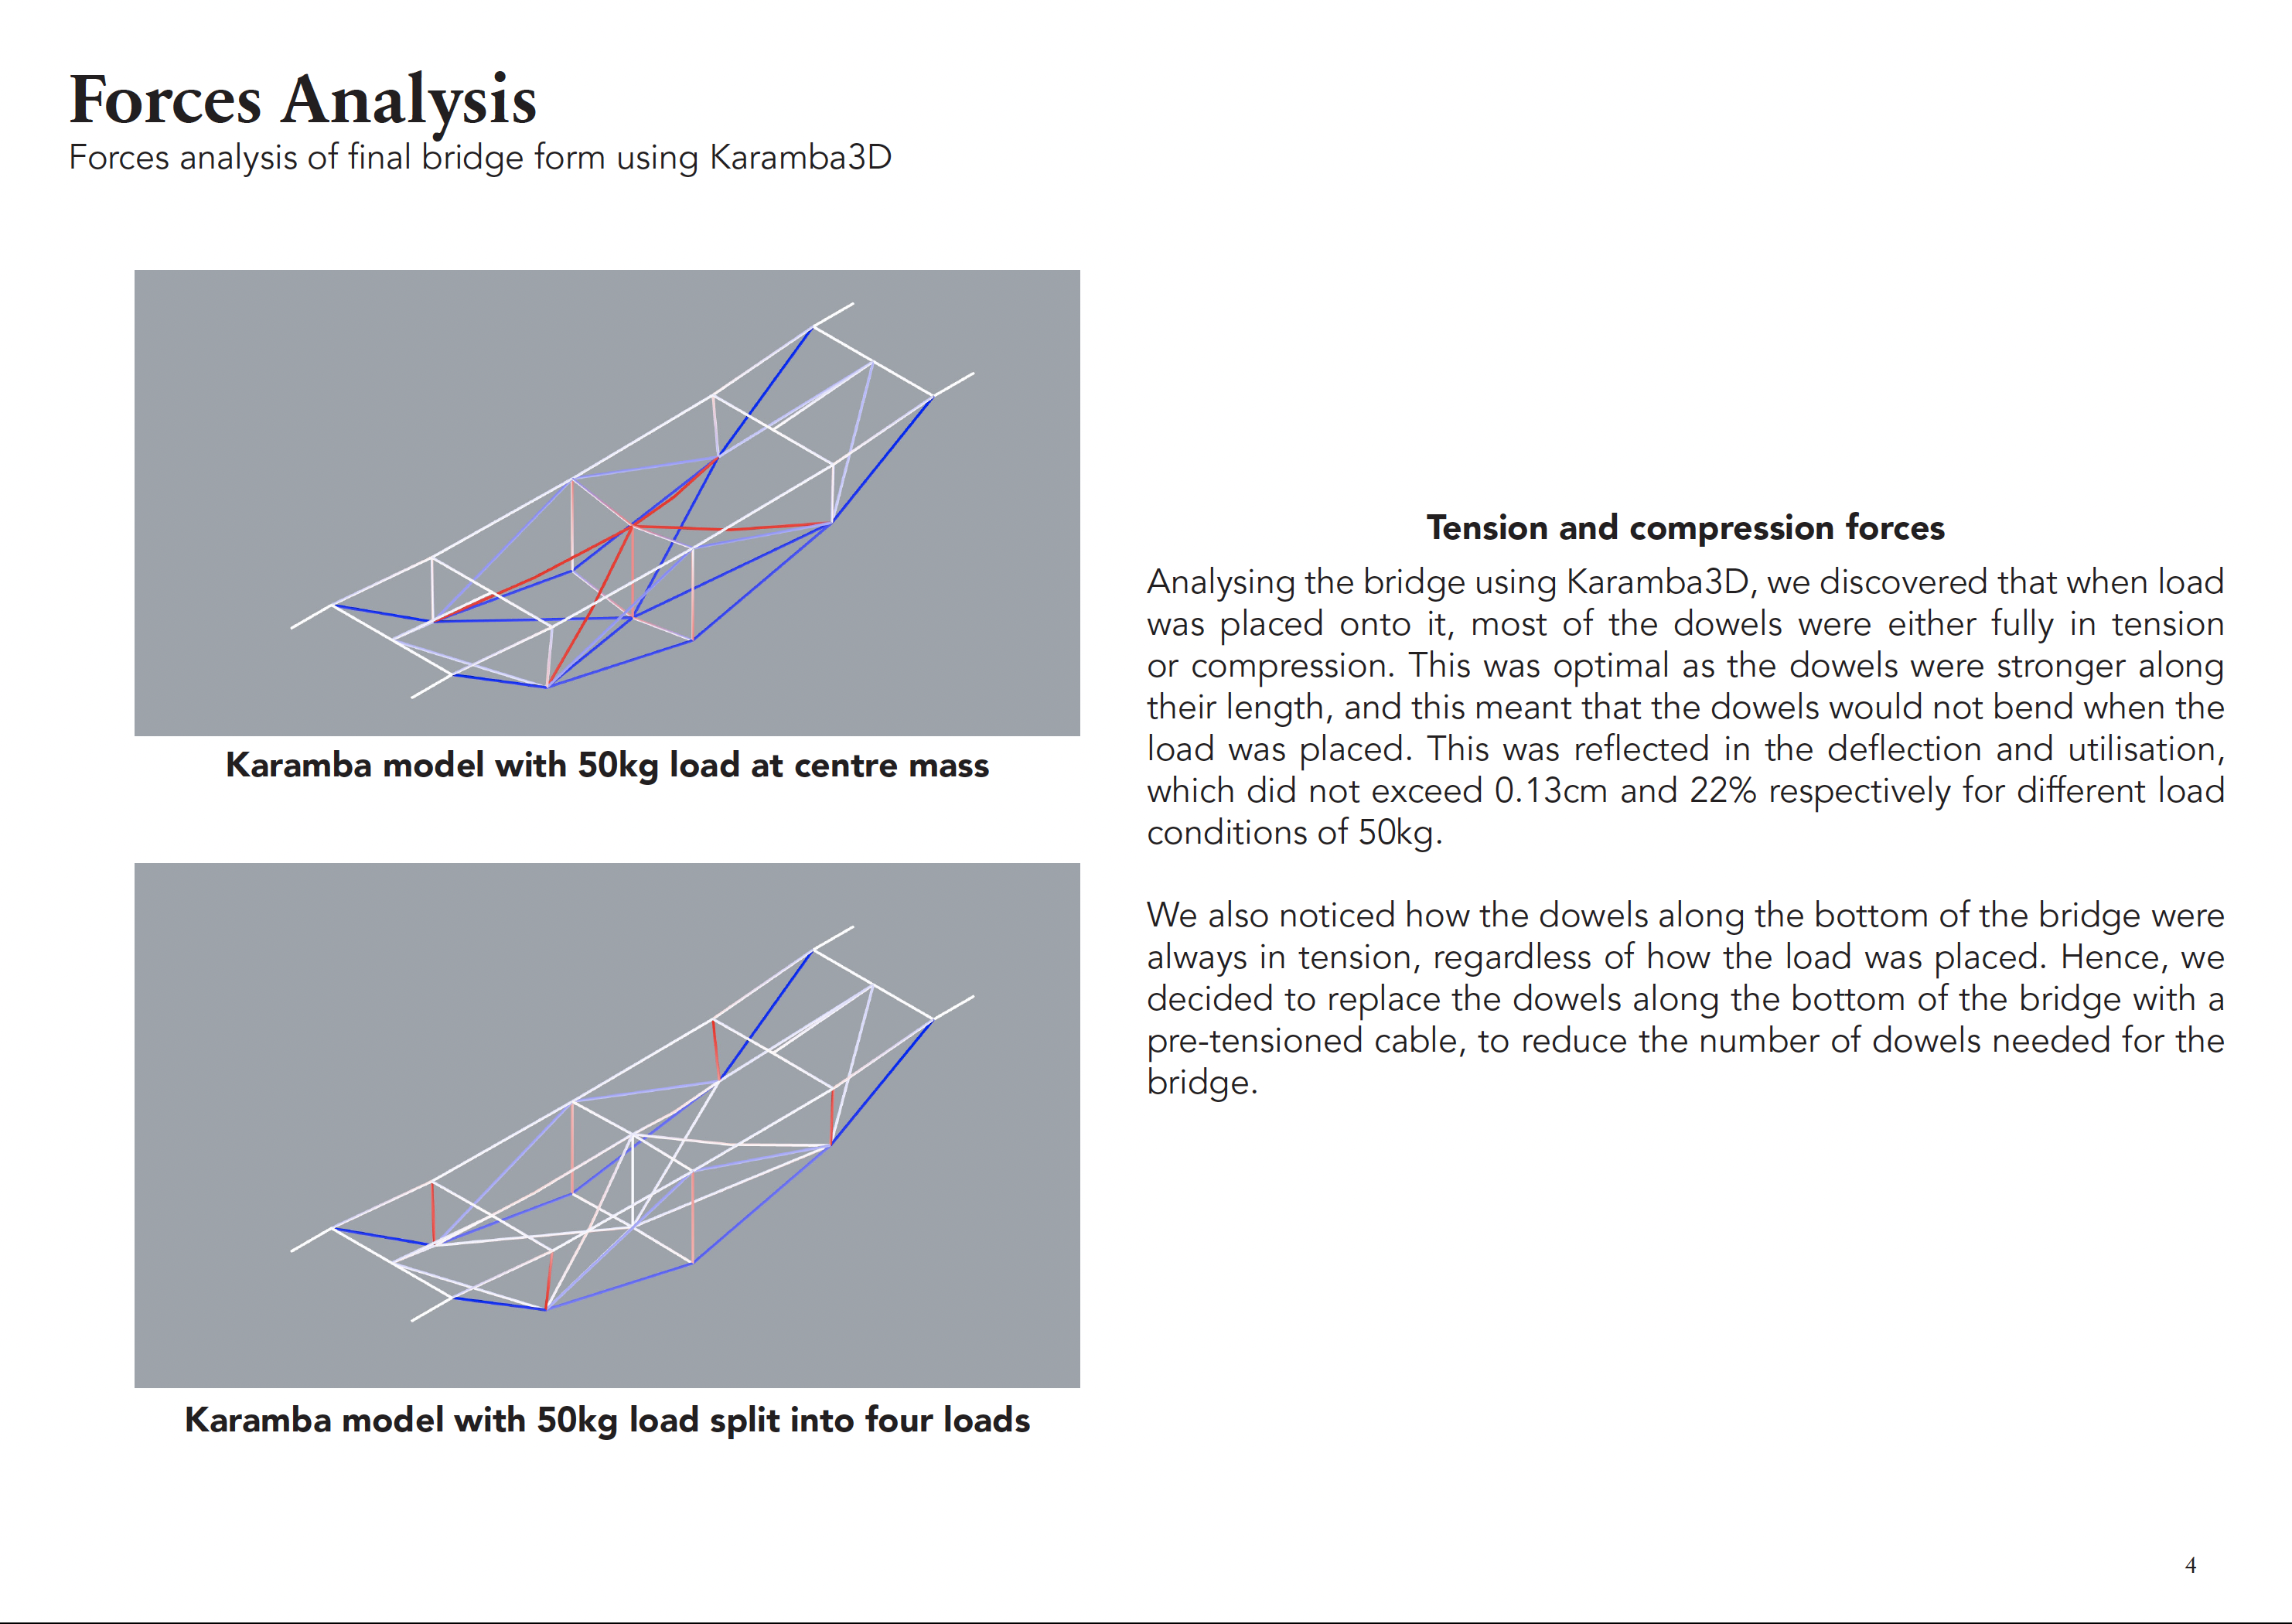 Forces Analysis
Forces analysis of final bridge form using Karamba3D
Karamba model with 50kg load at centre mass
Karamba model with 50kg load split into four loads
Tension and compression forces
Analysing the bridge using Karamba3D, we discovered that when load
was placed onto it, most of the dowels were either fully in tension
or compression. This was optimal as the dowels were stronger along
their length, and this meant that the dowels would not bend when the
load was placed. This was reflected in the deflection and utilisation,
which did not exceed 0.13cm and 22% respectively for different load
conditions of 50kg.
We also noticed how the dowels along the bottom of the bridge were
always in tension, regardless of how the load was placed. Hence, we
decided to replace the dowels along the bottom of the bridge with a
pre-tensioned cable, to reduce the number of dowels needed for the
bridge.
4